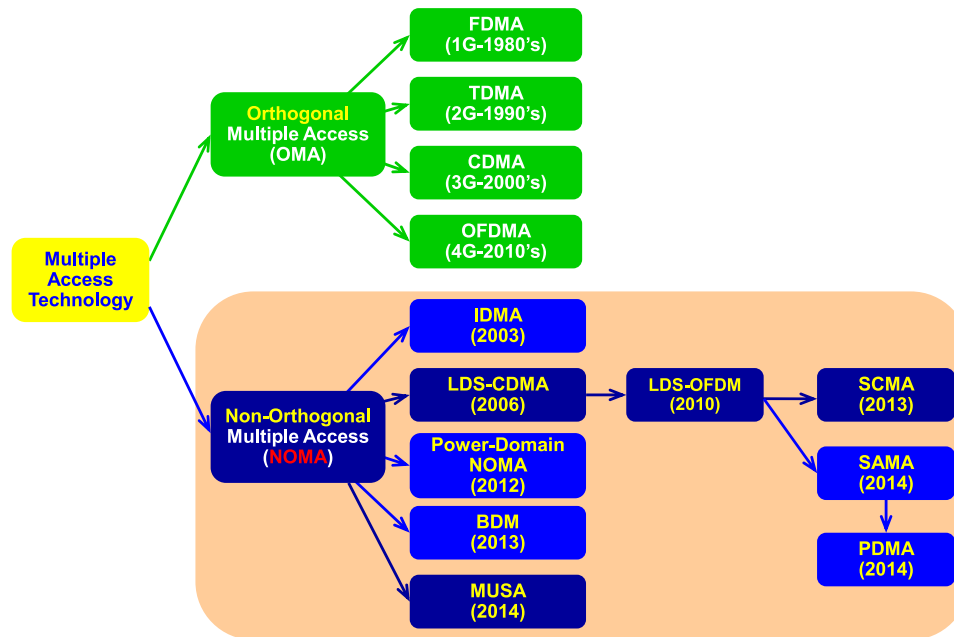 FDMA
(1G-1980's)
TDMA
(2G-1990's)
Orthogonal
Multiple Access
(OMA)
CDMA
(3G-2000's)
OFDMA
(4G-2010's)
Multiple
Access
Technology
IDMA
(2003)
LDS-CDMA
(2006)
LDS-OFDM
(2010)
SCMA
(2013)
Non-Orthogonal
Multiple Access
(NOMA)
Power-Domain
NOMA
(2012)
SAMA
(2014)
BDM
(2013)
PDMA
(2014)
MUSA
(2014)